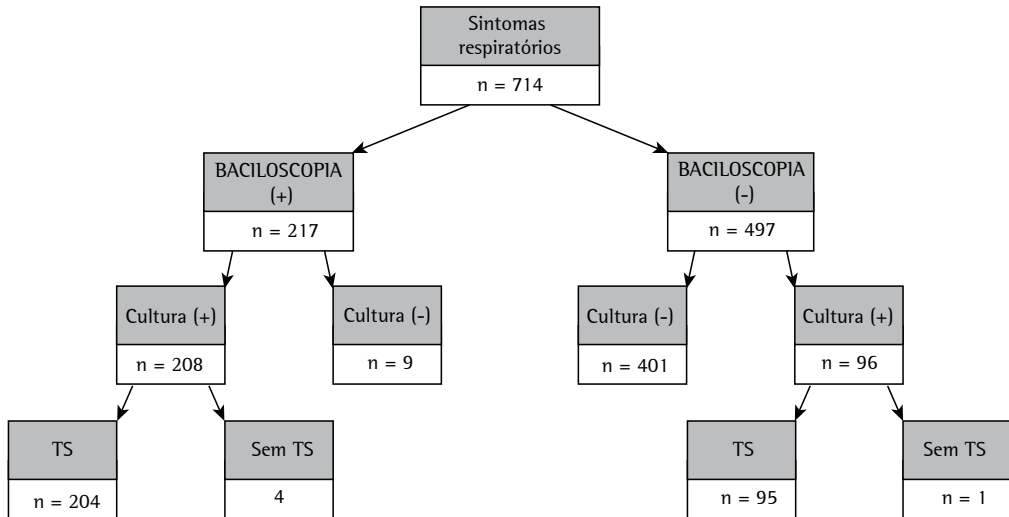 Sintomas
respiratórios
n = 714
BACILOSCOPIA
(+)
n = 217
BACILOSCOPIA
(-)
n = 497
Cultura (+)
n = 208
Cultura (-)
n = 9
Cultura (-)
n = 401
Cultura (+)
n = 96
TS
n = 204
Sem TS
4
TS
n = 95
Sem TS
n = 1